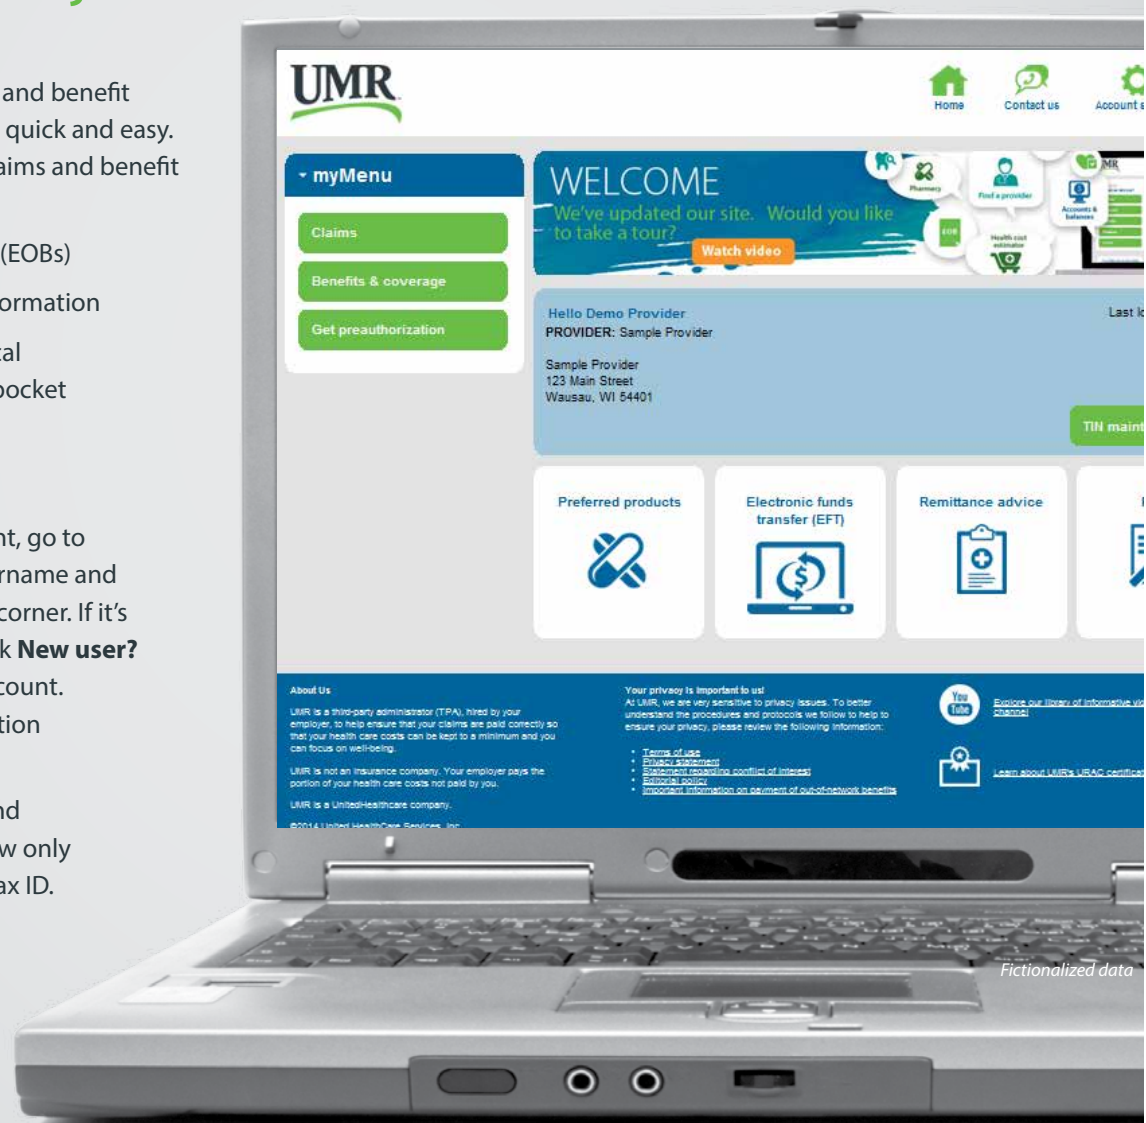 and benefit
quick and easy.
aims and benefit
(EOBs)
ormation
al
pocket
nt, go to
rname and
corner. If it's
k New user?
count.
tion
nd
w only
ax ID.
UMR
Home
Contact us
Account s
myMenu
Claims
Benefits & coverage
Get preauthorization
WELCOME
We've updated our site. Would you like
to take a tour?
Watch video
Pharmacy
Find a provider
EOB
Health cost
estimator
Accounts &
balances
UMR
Hello Demo Provider
PROVIDER: Sample Provider
Last lo
Sample Provider
123 Main Street
Wausau, WI 54401
TIN maint
Preferred products
Electronic funds
transfer (EFT)
Remittance advice
About Us
UMR is a third-party administrator (TPA), hired by your
employer, to help ensure that your claims are paid correctly so
that your health care costs can be kept to a minimum and you
can focus on well-being.
UMR is not an insurance company. Your employer pays the
portion of your health care costs not paid by you.
UMR is a UnitedHealthcare company.
©2014 United HealthCare Services, Inc.
Your privacy is important to us!
At UMR, we are very sensitive to privacy issues. To better
understand the procedures and protocols we follow to help to
ensure your privacy, please review the following information:
• Terms of use
• Privacy statement
• Statement regarding conflict of interest
• Editorial policy
• Important information on payment of out-of-network benefits
You
Tube
Explore our library of informative vid
channel
Learn about UMR's URAC certificat
Fictionalized data